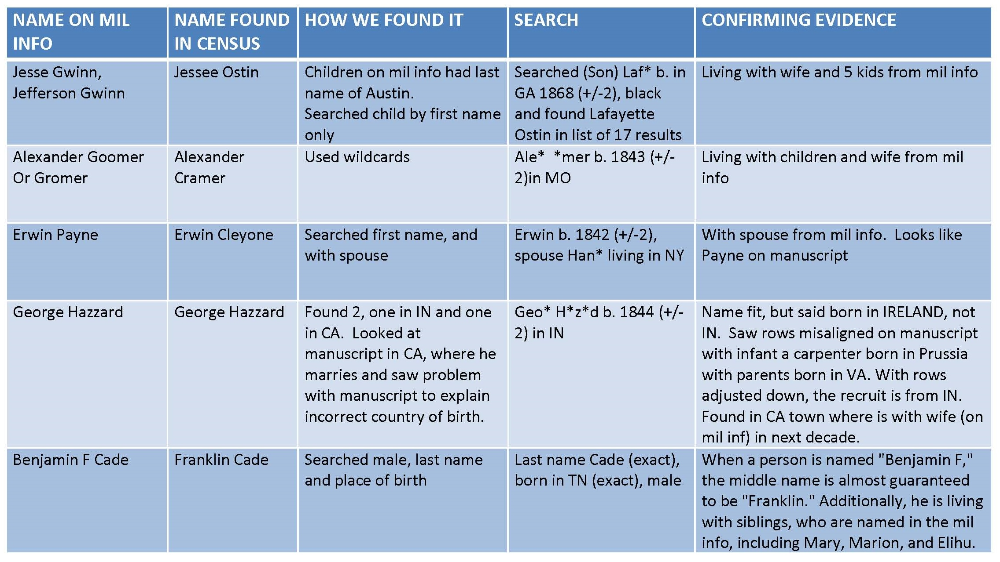 NAME ON MIL
INFO
NAME FOUND
IN CENSUS
HOW WE FOUND IT
SEARCH
CONFIRMING EVIDENCE
Jesse Gwinn,
Jefferson Gwinn
Jessee Ostin
Children on mil info had last
name of Austin.
Searched child by first name
only
Searched (Son) Laf* b. in
GA 1868 (+/-2), black
and found Lafayette
Ostin in list of 17 results
Living with wife and 5 kids from mil info
Alexander Goomer
Or Gromer
Alexander
Cramer
Used wildcards
Ale*  *mer b. 1843 (+/-
2)in MO
Living with children and wife from mil
info
Erwin Payne
Erwin Cleyone
Searched first name, and
with spouse
Erwin b. 1842 (+/-2),
spouse Han* living in NY
With spouse from mil info.  Looks like
Payne on manuscript
George Hazzard
George Hazzard
Found 2, one in IN and one
in CA.  Looked at
manuscript in CA, where he
marries and saw problem
with manuscript to explain
incorrect country of birth.
Geo* H*z*d b. 1844 (+/-
2) in IN
Name fit, but said born in IRELAND, not
IN.  Saw rows misaligned on manuscript
with infant a carpenter born in Prussia
with parents born in VA. With rows
adjusted down, the recruit is from IN.
Found in CA town where is with wife (on
mil inf) in next decade.
Benjamin F Cade
Franklin Cade
Searched male, last name
and place of birth
Last name Cade (exact),
born in TN (exact), male
When a person is named "Benjamin F,"
the middle name is almost guaranteed
to be "Franklin." Additionally, he is living
with siblings, who are named in the mil
info, including Mary, Marion, and Elihu.